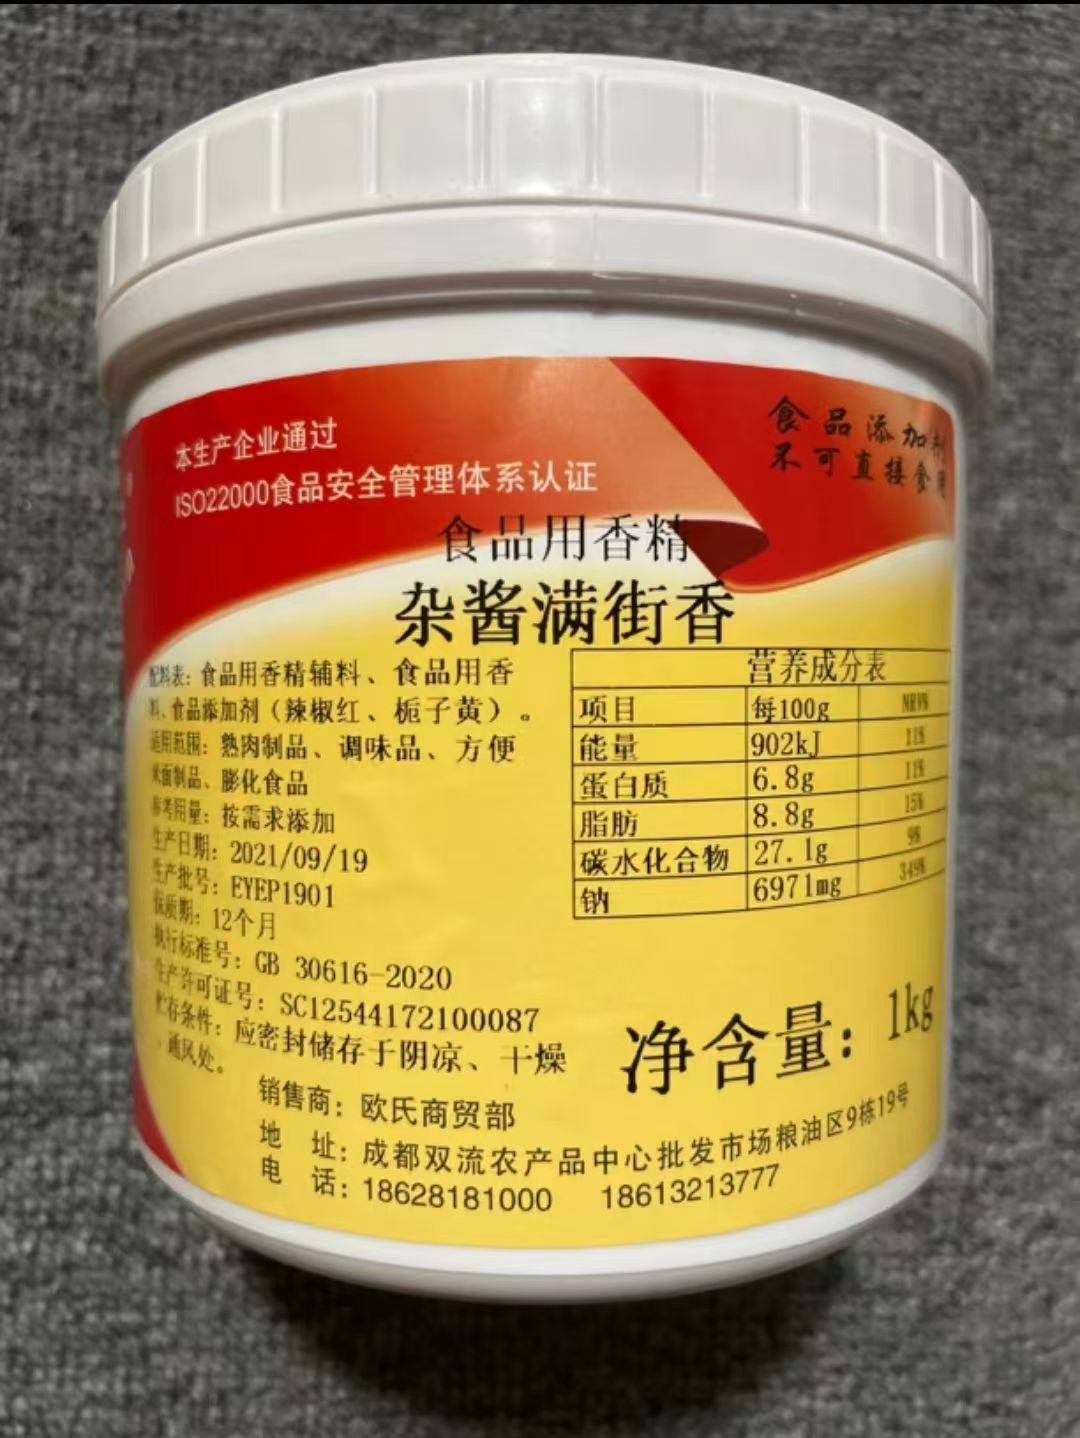 本生产企业通过
ISO22000食品安全管理体系认证
食品添加剂
不可直接食用
食品用香精
杂酱满街香
配料表：食品用香精辅料、食品用香
料、食品添加剂（辣椒红、栀子黄）。
适用范围：熟肉制品、调味品、方便
米面制品、膨化食品
参考用量：按需求添加
生产日期：2021/09/19
生产批号：EYEP1901
保质期：12个月
执行标准号：GB 30616-2020
生产许可证号：SC12544172100087
贮存条件：应密封储存于阴凉、干燥
、通风处。
营养成分表
项目 每100g NRV%
能量 902kJ 11%
蛋白质 6.8g 11%
脂肪 8.8g 15%
碳水化合物 27.1g 9%
钠 6971mg 349%
净含量：1kg
销售商：欧氏商贸部
地 址：成都双流农产品中心批发市场粮油区9栋19号
电 话：18628181000 18613213777